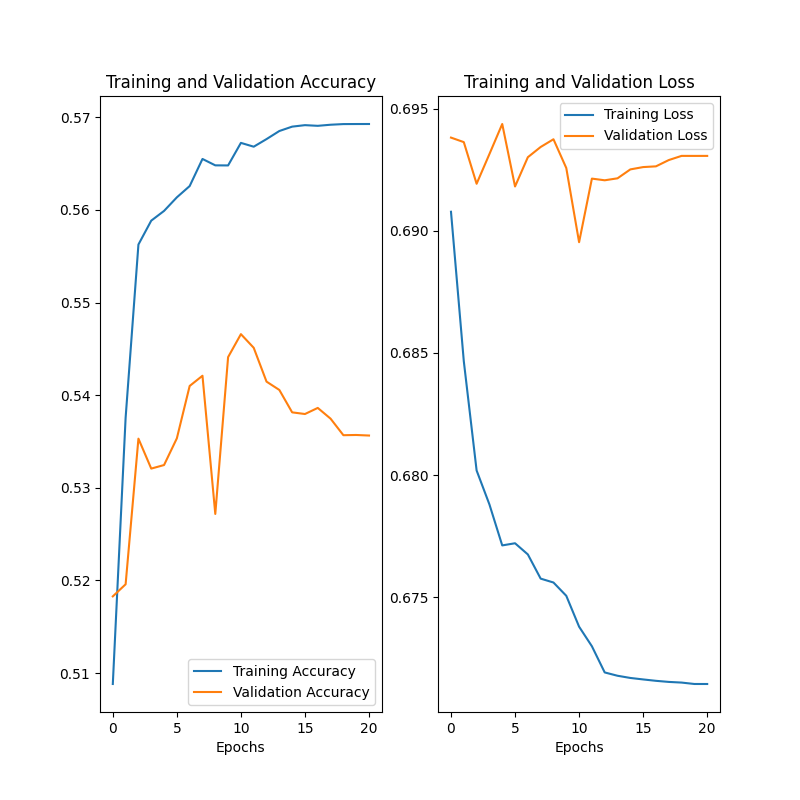 Training and Validation Accuracy
0.57
0.56
0.55
0.54
0.53
0.52
0.51
Training Accuracy
Validation Accuracy
0 5 10 15 20
Epochs
Training and Validation Loss
0.695
0.690
0.685
0.680
0.675
Training Loss
Validation Loss
0 5 10 15 20
Epochs